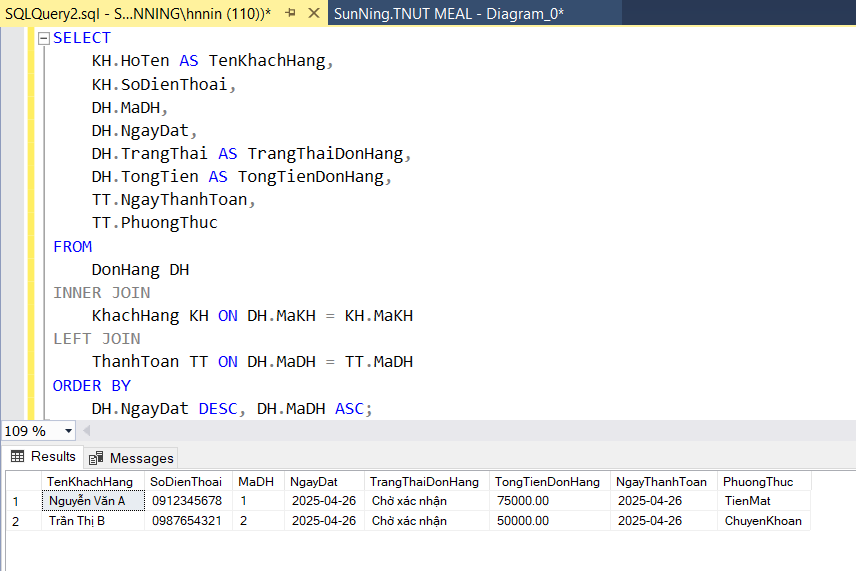 SQLQuery2.sql - S...NNING\hnnin (110))* SunNing.TNUT MEAL - Diagram_0*
SELECT
KH.HoTen AS TenKhachHang,
KH.SoDienThoai,
DH.MaDH,
DH.NgayDat,
DH.TrangThai AS TrangThaiDonHang,
DH.TongTien AS TongTienDonHang,
TT.NgayThanhToan,
TT.PhuongThuc
FROM
DonHang DH
INNER JOIN
KhachHang KH ON DH.MaKH = KH.MaKH
LEFT JOIN
ThanhToan TT ON DH.MaDH = TT.MaDH
ORDER BY
DH.NgayDat DESC, DH.MaDH ASC;
109 %
Results Messages
TenKhachHang SoDienThoai MaDH NgayDat TrangThaiDonHang TongTienDonHang NgayThanhToan PhuongThuc
1 Nguyễn Văn A 0912345678 1 2025-04-26 Chờ xác nhận 75000.00 2025-04-26 TienMat
2 Trần Thị B 0987654321 2 2025-04-26 Chờ xác nhận 50000.00 2025-04-26 ChuyenKhoan